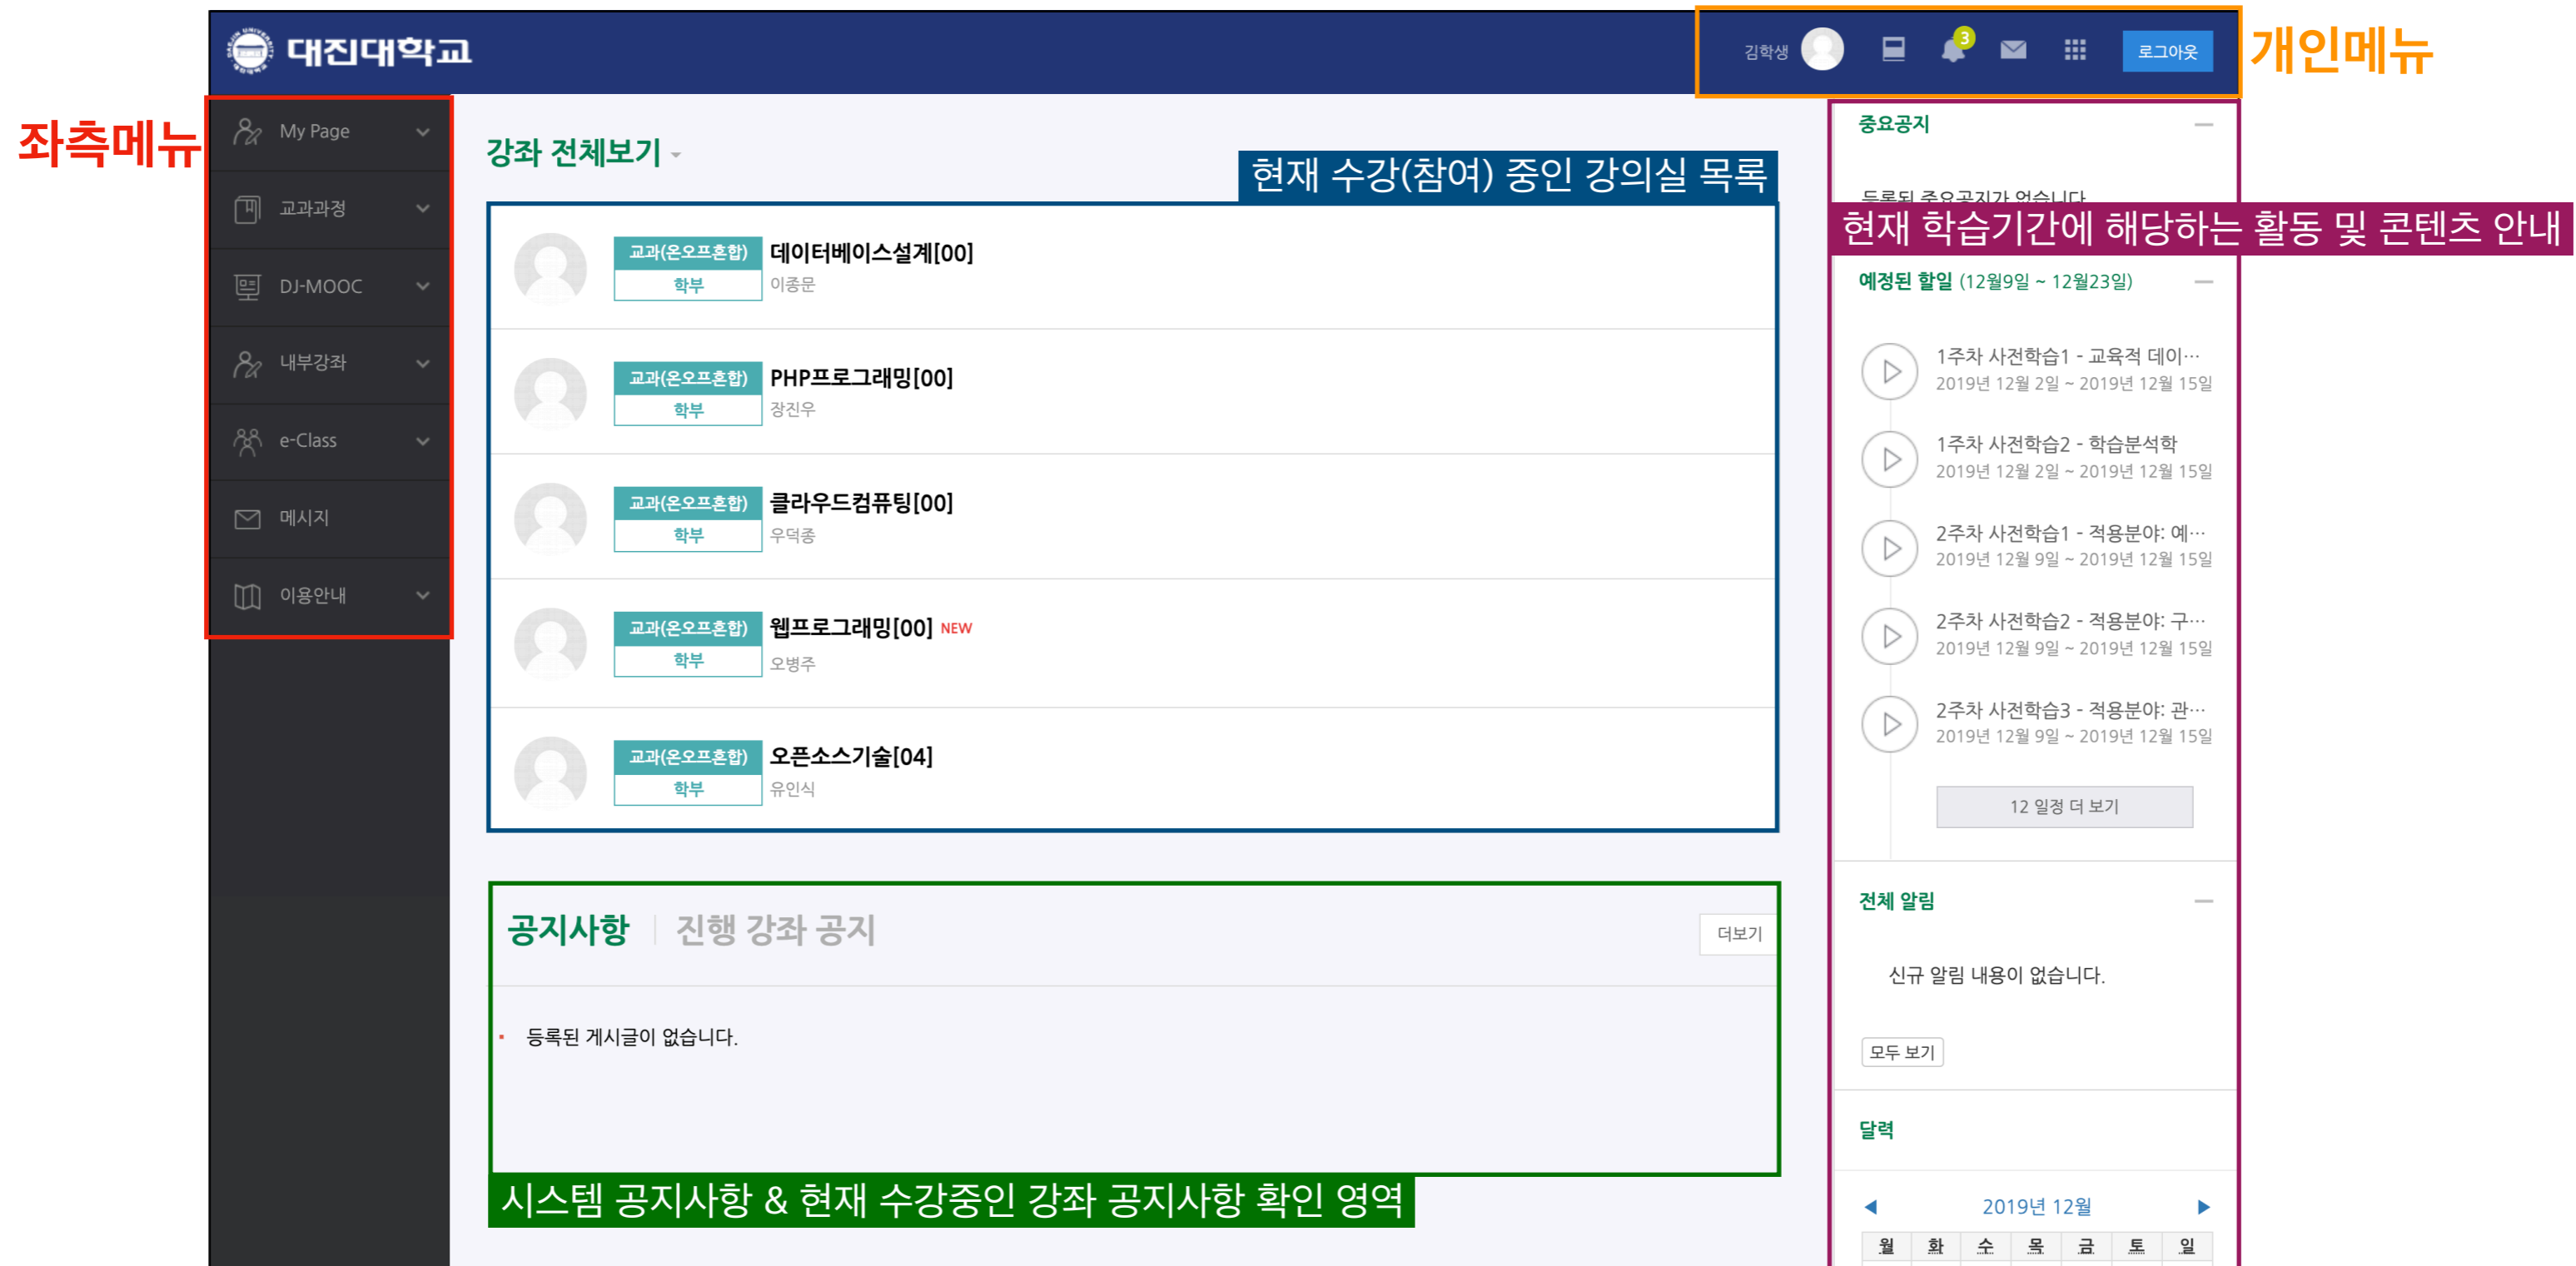 대진대학교
김학생
3
로그아웃
개인메뉴
좌측메뉴
My Page
교과과정
DJ-MOOC
내부강좌
e-Class
메시지
이용안내
강좌 전체보기
현재 수강(참여) 중인 강의실 목록
교과(온오프혼합)
데이터베이스설계[00]
학부
이종문
교과(온오프혼합)
PHP프로그래밍[00]
학부
장진우
교과(온오프혼합)
클라우드컴퓨팅[00]
학부
우덕종
교과(온오프혼합)
웹프로그래밍[00] NEW
학부
오병주
교과(온오프혼합)
오픈소스기술[04]
학부
유인식
공지사항
진행 강좌 공지
더보기
등록된 게시글이 없습니다.
시스템 공지사항 & 현재 수강중인 강좌 공지사항 확인 영역
중요공지
등록된 중요공지가 없습니다
현재 학습기간에 해당하는 활동 및 콘텐츠 안내
예정된 할일 (12월9일 ~ 12월23일)
1주차 사전학습1 - 교육적 데이…
2019년 12월 2일 ~ 2019년 12월 15일
1주차 사전학습2 - 학습분석학
2019년 12월 2일 ~ 2019년 12월 15일
2주차 사전학습1 - 적용분야: 예…
2019년 12월 9일 ~ 2019년 12월 15일
2주차 사전학습2 - 적용분야: 구…
2019년 12월 9일 ~ 2019년 12월 15일
2주차 사전학습3 - 적용분야: 관…
2019년 12월 9일 ~ 2019년 12월 15일
12 일정 더 보기
전체 알림
신규 알림 내용이 없습니다.
모두 보기
달력
2019년 12월
월 화 수 목 금 토 일